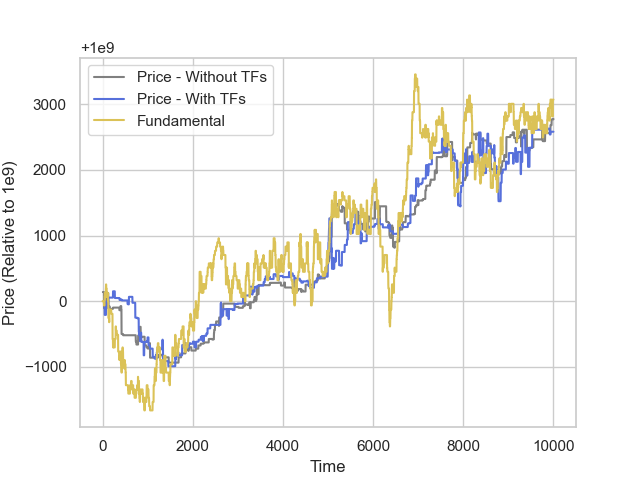 +1e9
Price - Without TFs
Price - With TFs
Fundamental
3000
2000
1000
0
−1000
Price (Relative to 1e9)
0 2000 4000 6000 8000 10000
Time